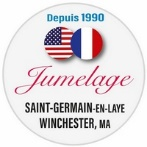 Depuis 1990
Jumelage
SAINT-GERMAIN-EN-LAYE
WINCHESTER, MA